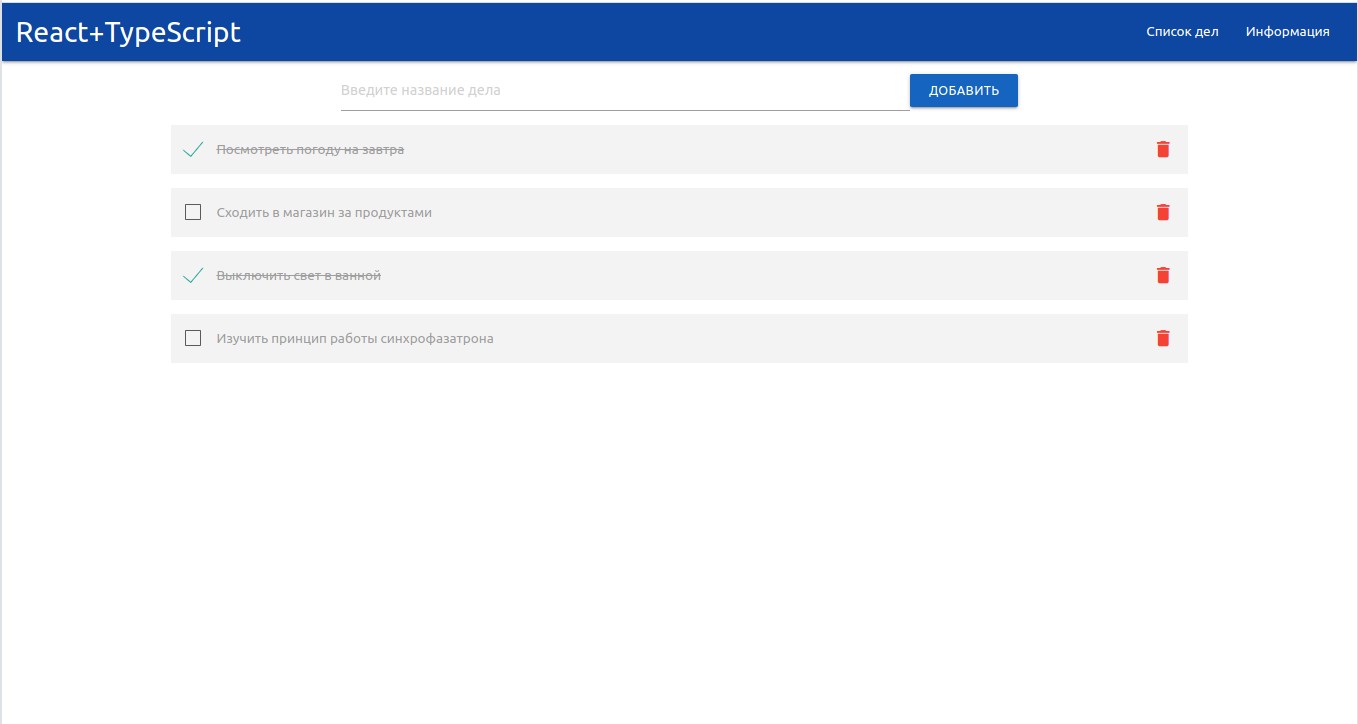 React+TypeScript
Список дел
Информация
Введите название дела
ДОБАВИТЬ
Посмотреть погоду на завтра
Сходить в магазин за продуктами
Выключить свет в ванной
Изучить принцип работы синхрофазатрона